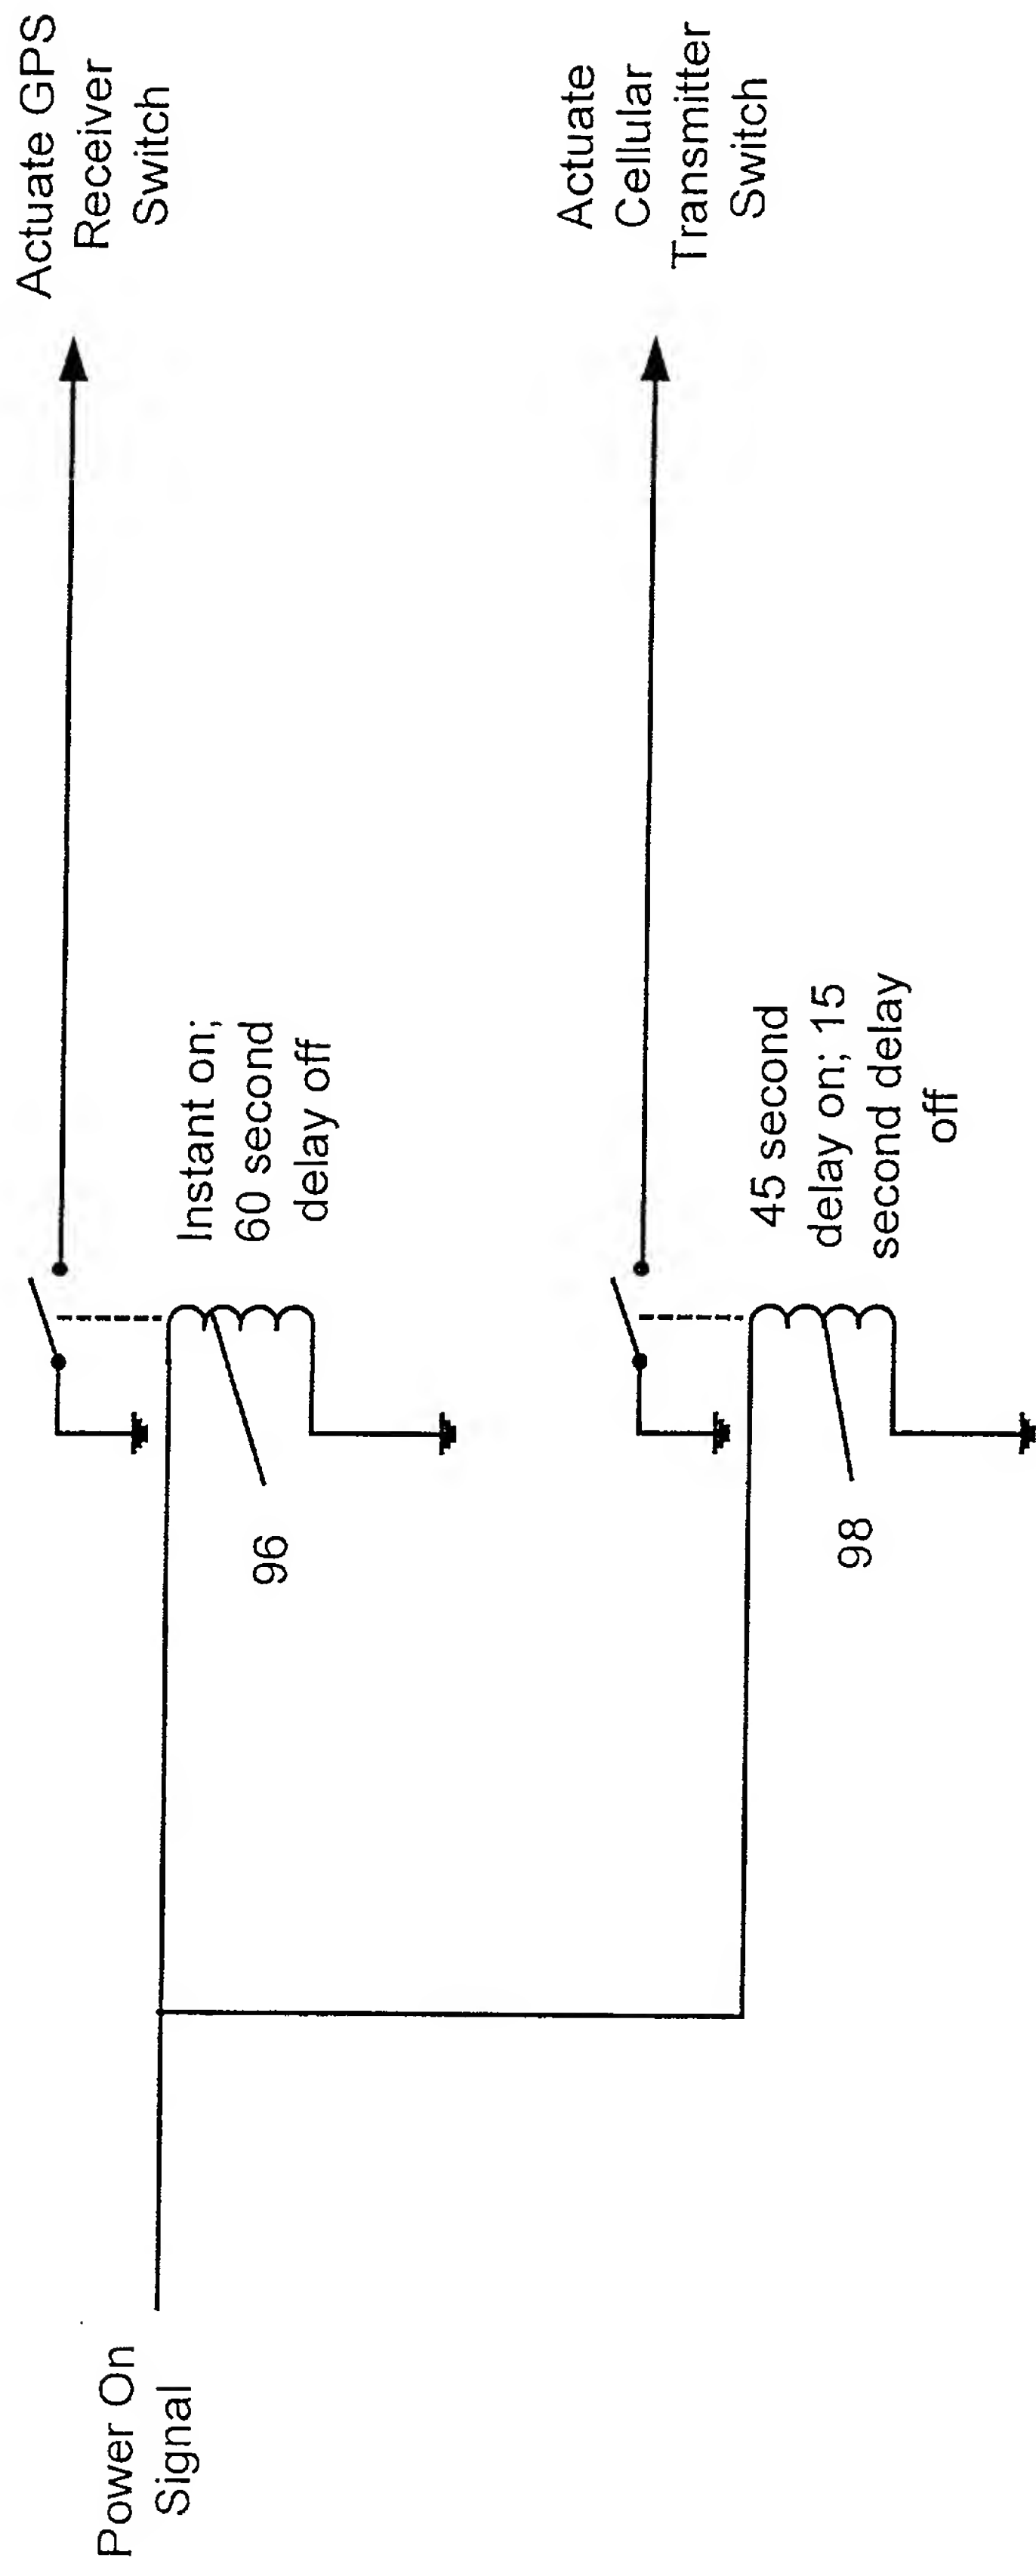 Power On
Signal
Actuate GPS
Receiver
Switch
Instant on;
60 second
delay off
96
Actuate
Cellular
Transmitter
Switch
45 second
delay on; 15
second delay
off
98